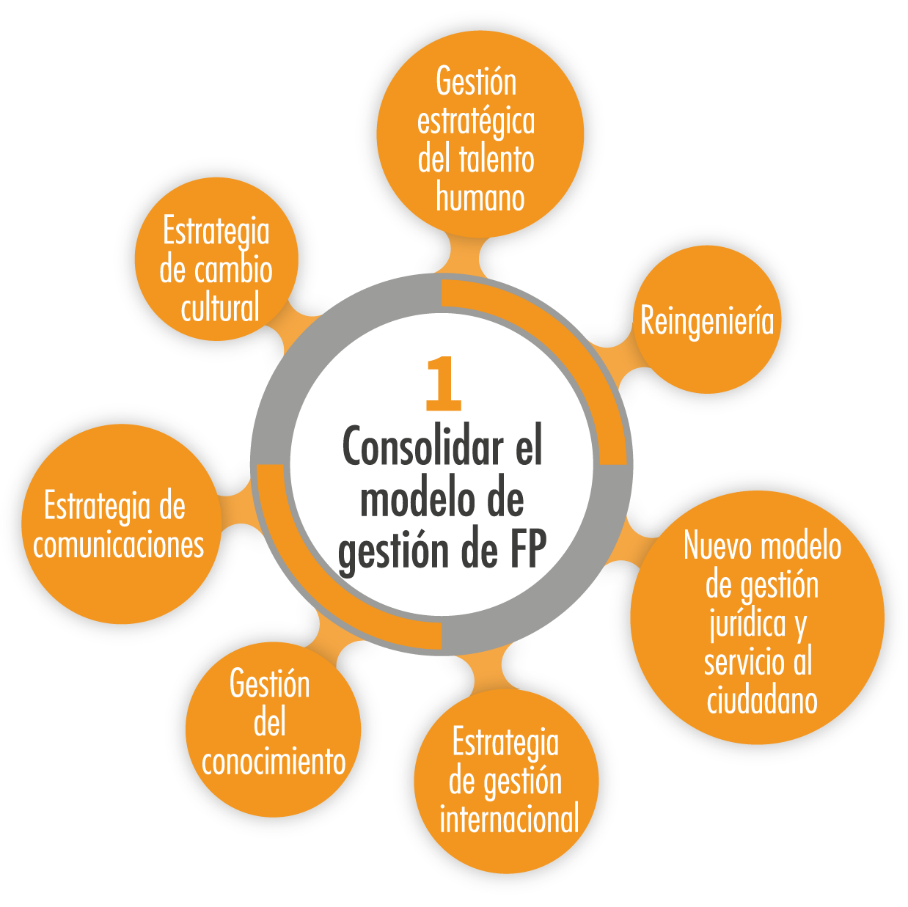 Gestión
estratégica
del talento
humano
Estrategia
de cambio
cultural
Reingeniería
1
Consolidar el
modelo de
gestión de FP
Estrategia de
comunicaciones
Nuevo modelo
de gestión
jurídica y
servicio al
ciudadano
Gestión
del
conocimiento
Estrategia
de gestión
internacional